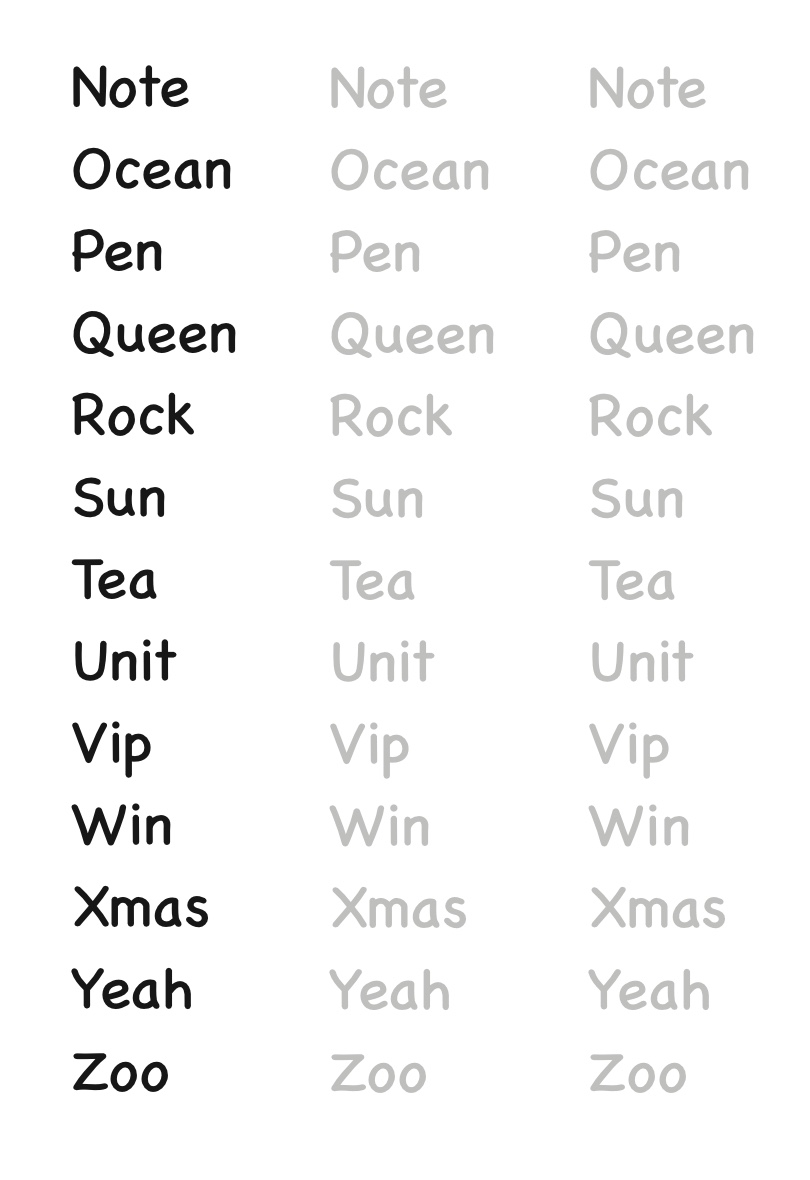 Note Note Note
Ocean Ocean Ocean
Pen Pen Pen
Queen Queen Queen
Rock Rock Rock
Sun Sun Sun
Tea Tea Tea
Unit Unit Unit
Vip Vip Vip
Win Win Win
Xmas Xmas Xmas
Yeah Yeah Yeah
Zoo Zoo Zoo